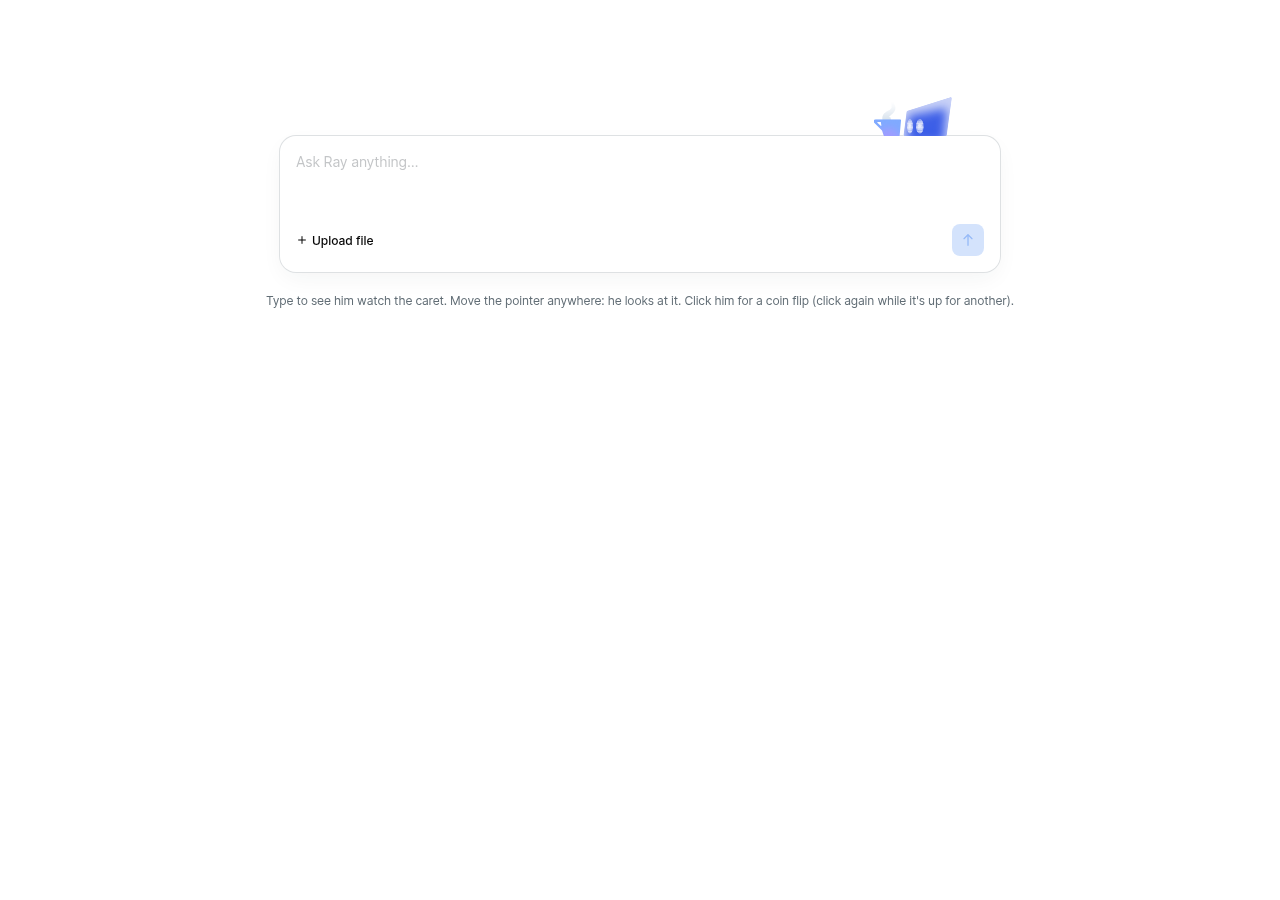 Ask Ray anything...
+ Upload file
Type to see him watch the caret. Move the pointer anywhere: he looks at it. Click him for a coin flip (click again while it's up for another).